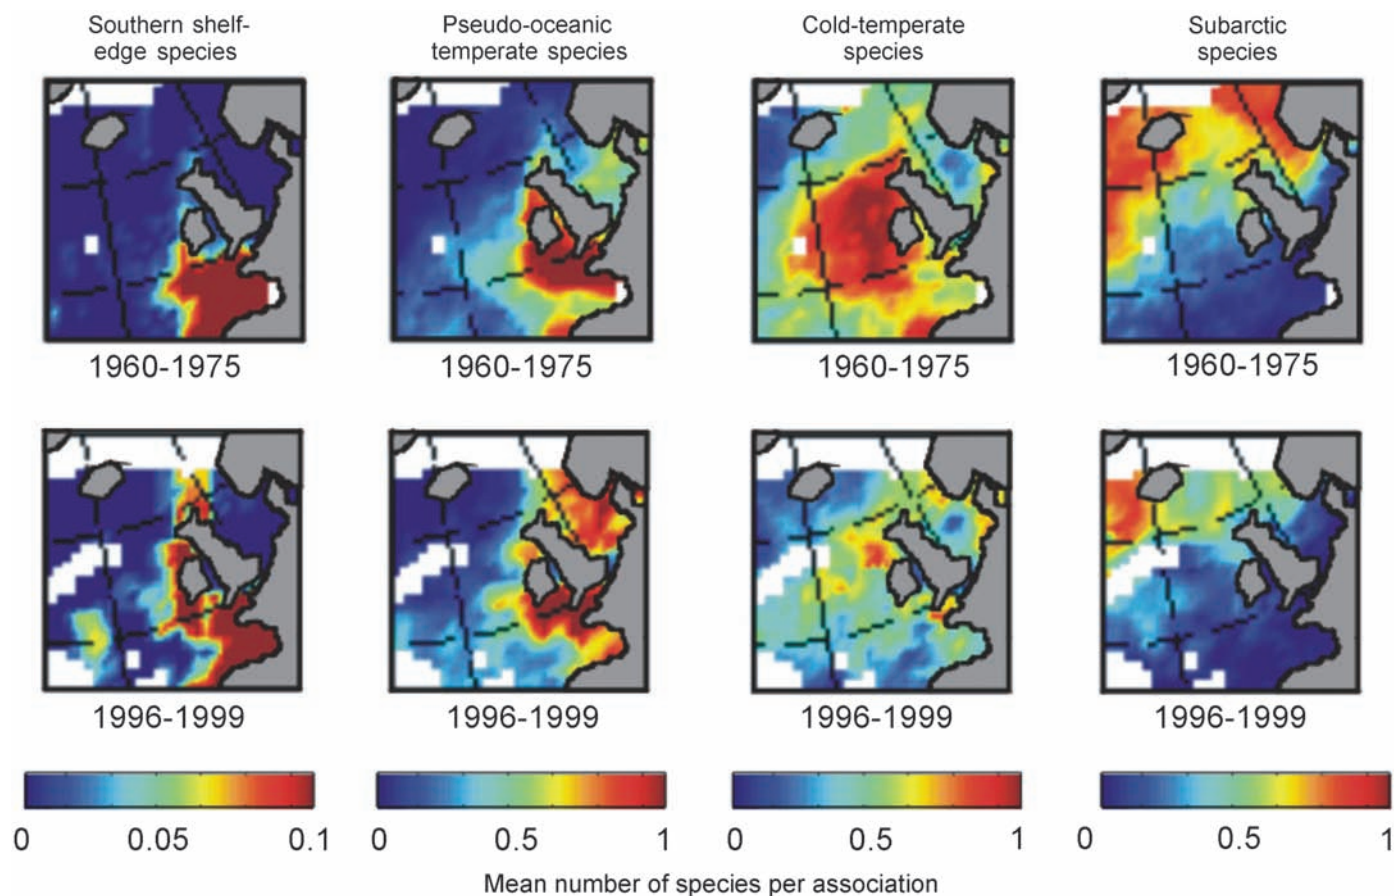 Southern shelf-
edge species
Pseudo-oceanic
temperate species
Cold-temperate
species
Subarctic
species
1960-1975
1960-1975
1960-1975
1960-1975
1996-1999
1996-1999
1996-1999
1996-1999
0 0.05 0.1
0 0.5 1
0 0.5 1
0 0.5 1
Mean number of species per association